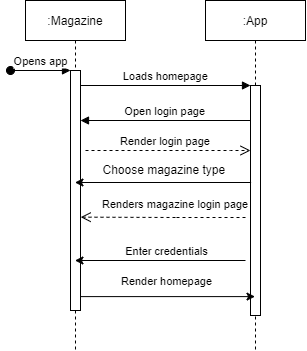 :Magazine
:App
Opens app
Loads homepage
Open login page
Render login page
Choose magazine type
Renders magazine login page
Enter credentials
Render homepage